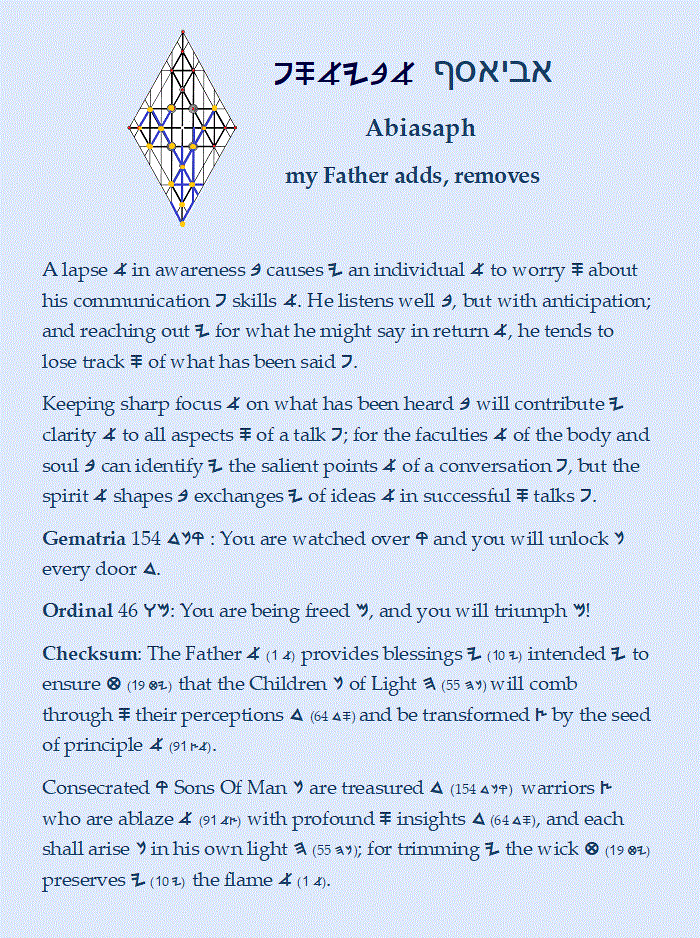 𐤀𐤁𐤉𐤀𐤎𐤐 אביאסף
Abiasaph
my Father adds, removes
A lapse 𐤀 in awareness 𐤁 causes 𐤉 an individual 𐤀 to worry 𐤎 about
his communication 𐤐 skills 𐤀. He listens well 𐤁, but with anticipation;
and reaching out 𐤉 for what he might say in return 𐤀, he tends to
lose track 𐤎 of what has been said 𐤐.
Keeping sharp focus 𐤀 on what has been heard 𐤁 will contribute 𐤉
clarity 𐤀 to all aspects 𐤎 of a talk 𐤐; for the faculties 𐤀 of the body and
soul 𐤁 can identify 𐤉 the salient points 𐤀 of a conversation 𐤐, but the
spirit 𐤀 shapes 𐤁 exchanges 𐤉 of ideas 𐤀 in successful 𐤎 talks 𐤐.
Gematria 154 𐤒𐤍𐤃 : You are watched over 𐤒 and you will unlock 𐤍
every door 𐤃.
Ordinal 46 𐤌𐤅: You are being freed 𐤌, and you will triumph 𐤌!
Checksum: The Father 𐤀 (1 𐤀) provides blessings 𐤉 (10 𐤉) intended 𐤉 to
ensure 𐤈 (19 𐤉𐤈) that the Children 𐤍 of Light 𐤄 (55 𐤍𐤄) will comb
through 𐤎 their perceptions 𐤃 (64 𐤎𐤃) and be transformed 𐤑 by the seed
of principle 𐤀 (91 𐤀𐤑).
Consecrated 𐤒 Sons Of Man 𐤍 are treasured 𐤃 (154 𐤒𐤍𐤃) warriors 𐤑
who are ablaze 𐤀 (91 𐤑𐤀) with profound 𐤎 insights 𐤃 (64 𐤎𐤃), and each
shall arise 𐤍 in his own light 𐤄 (55 𐤍𐤄); for trimming 𐤉 the wick 𐤈 (19 𐤉𐤈)
preserves 𐤉 (10 𐤉) the flame 𐤀 (1 𐤀).